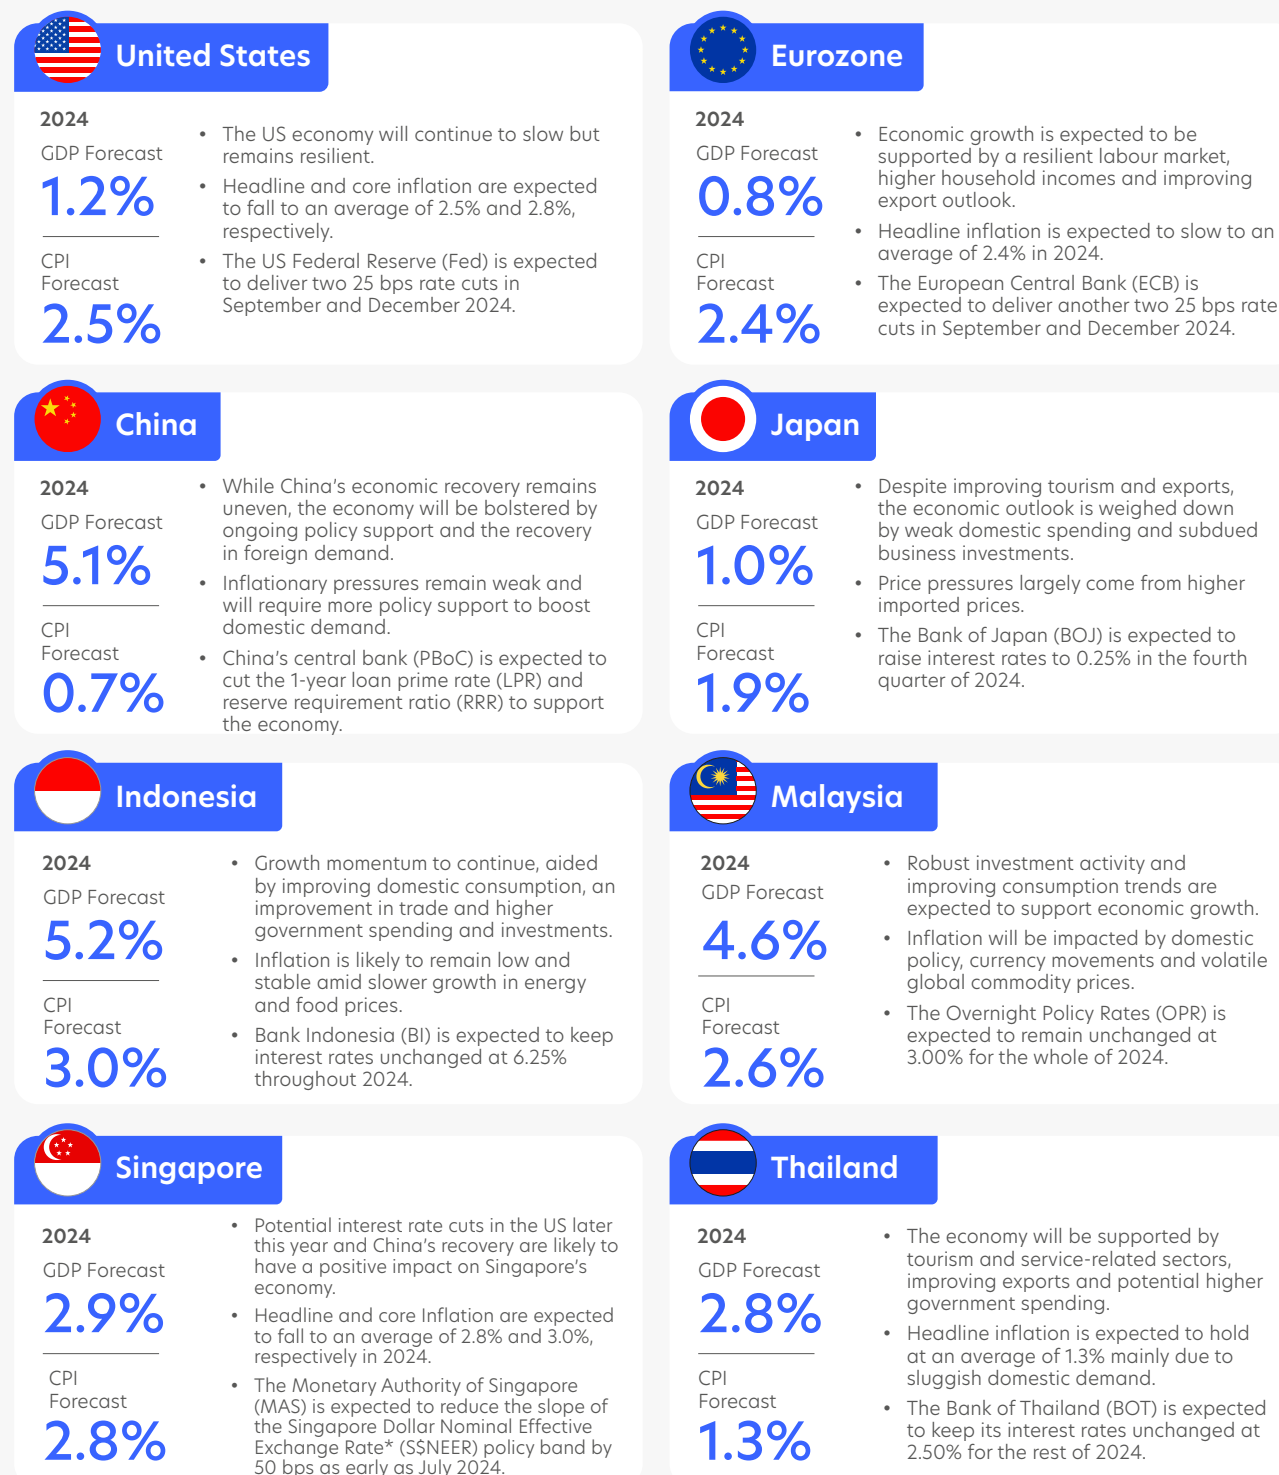 United States
2024
GDP Forecast
1.2%
CPI
Forecast
2.5%
• The US economy will continue to slow but
remains resilient.
• Headline and core inflation are expected
to fall to an average of 2.5% and 2.8%,
respectively.
• The US Federal Reserve (Fed) is expected
to deliver two 25 bps rate cuts in
September and December 2024.
Eurozone
2024
GDP Forecast
0.8%
CPI
Forecast
2.4%
• Economic growth is expected to be
supported by a resilient labour market,
higher household incomes and improving
export outlook.
• Headline inflation is expected to slow to an
average of 2.4% in 2024.
• The European Central Bank (ECB) is
expected to deliver another two 25 bps rate
cuts in September and December 2024.
China
2024
GDP Forecast
5.1%
CPI
Forecast
0.7%
• While China's economic recovery remains
uneven, the economy will be bolstered by
ongoing policy support and the recovery
in foreign demand.
• Inflationary pressures remain weak and
will require more policy support to boost
domestic demand.
• China's central bank (PBoC) is expected to
cut the 1-year loan prime rate (LPR) and
reserve requirement ratio (RRR) to support
the economy.
Japan
2024
GDP Forecast
1.0%
CPI
Forecast
1.9%
• Despite improving tourism and exports,
the economic outlook is weighed down
by weak domestic spending and subdued
business investments.
• Price pressures largely come from higher
imported prices.
• The Bank of Japan (BOJ) is expected to
raise interest rates to 0.25% in the fourth
quarter of 2024.
Indonesia
2024
GDP Forecast
5.2%
CPI
Forecast
3.0%
• Growth momentum to continue, aided
by improving domestic consumption, an
improvement in trade and higher
government spending and investments.
• Inflation is likely to remain low and
stable amid slower growth in energy
and food prices.
• Bank Indonesia (BI) is expected to keep
interest rates unchanged at 6.25%
throughout 2024.
Malaysia
2024
GDP Forecast
4.6%
CPI
Forecast
2.6%
• Robust investment activity and
improving consumption trends are
expected to support economic growth.
• Inflation will be impacted by domestic
policy, currency movements and volatile
global commodity prices.
• The Overnight Policy Rates (OPR) is
expected to remain unchanged at
3.00% for the whole of 2024.
Singapore
2024
GDP Forecast
2.9%
CPI
Forecast
2.8%
• Potential interest rate cuts in the US later
this year and China's recovery are likely to
have a positive impact on Singapore's
economy.
• Headline and core Inflation are expected
to fall to an average of 2.8% and 3.0%,
respectively in 2024.
• The Monetary Authority of Singapore
(MAS) is expected to reduce the slope of
the Singapore Dollar Nominal Effective
Exchange Rate* (S$NEER) policy band by
50 bps as early as July 2024.
Thailand
2024
GDP Forecast
2.8%
CPI
Forecast
1.3%
• The economy will be supported by
tourism and service-related sectors,
improving exports and potential higher
government spending.
• Headline inflation is expected to hold
at an average of 1.3% mainly due to
sluggish domestic demand.
• The Bank of Thailand (BOT) is expected
to keep its interest rates unchanged at
2.50% for the rest of 2024.